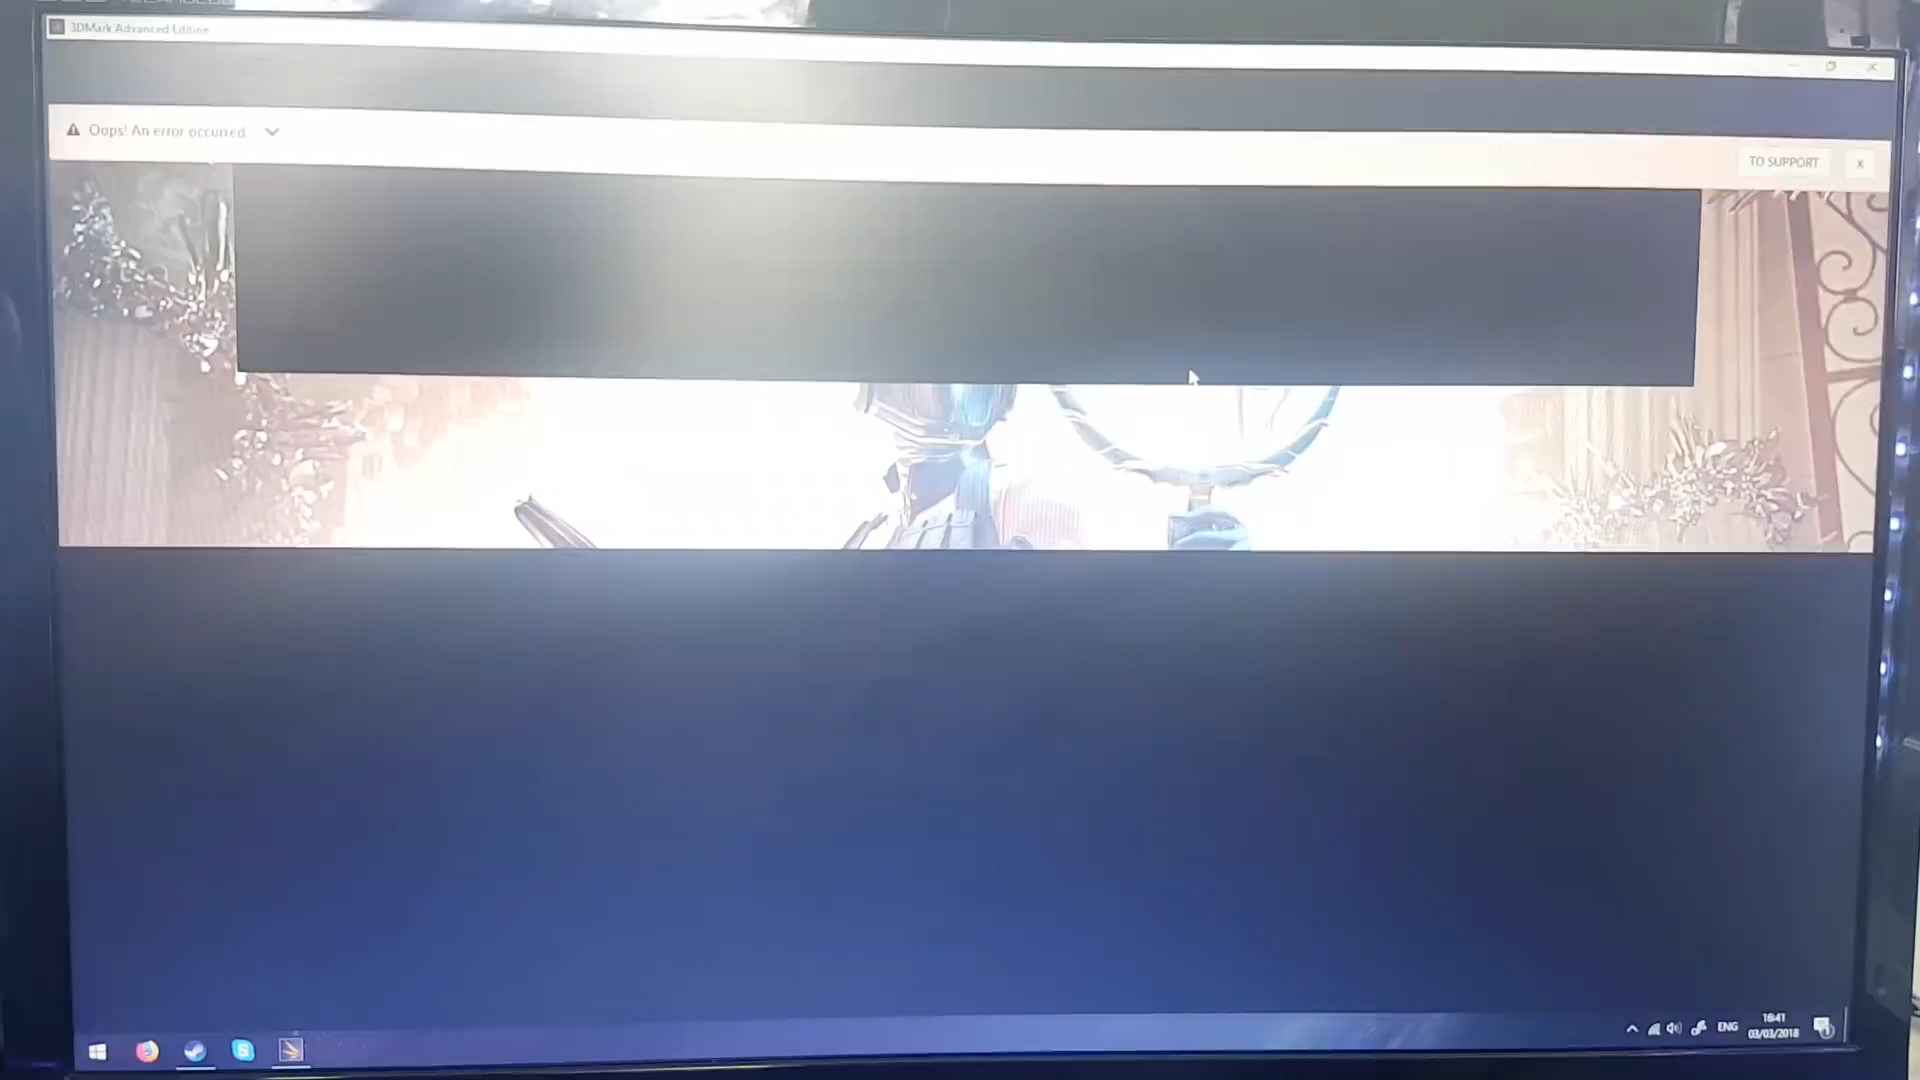 3DMark Advanced Edition
Oops! An error occurred
TO SUPPORT
x
ENG
16:41
03/03/2018